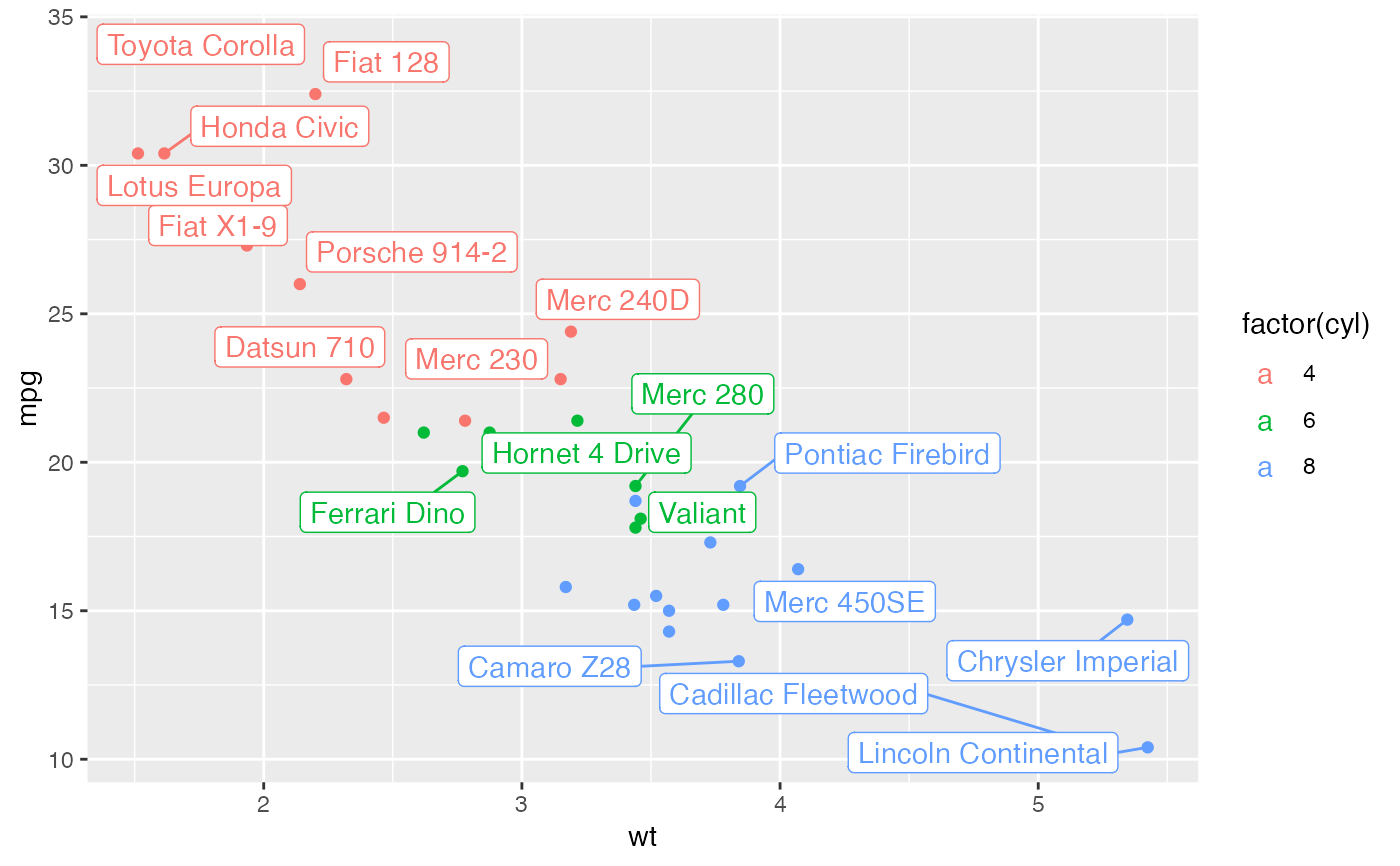 35
Toyota Corolla
Fiat 128
Honda Civic
30
Lotus Europa
Fiat X1-9
Porsche 914-2
Merc 240D
25
Datsun 710
Merc 230
Merc 280
Hornet 4 Drive
Pontiac Firebird
20
Ferrari Dino
Valiant
15
Merc 450SE
Chrysler Imperial
Camaro Z28
Cadillac Fleetwood
Lincoln Continental
10
2 3 4 5
wt
mpg
factor(cyl)
a 4
a 6
a 8